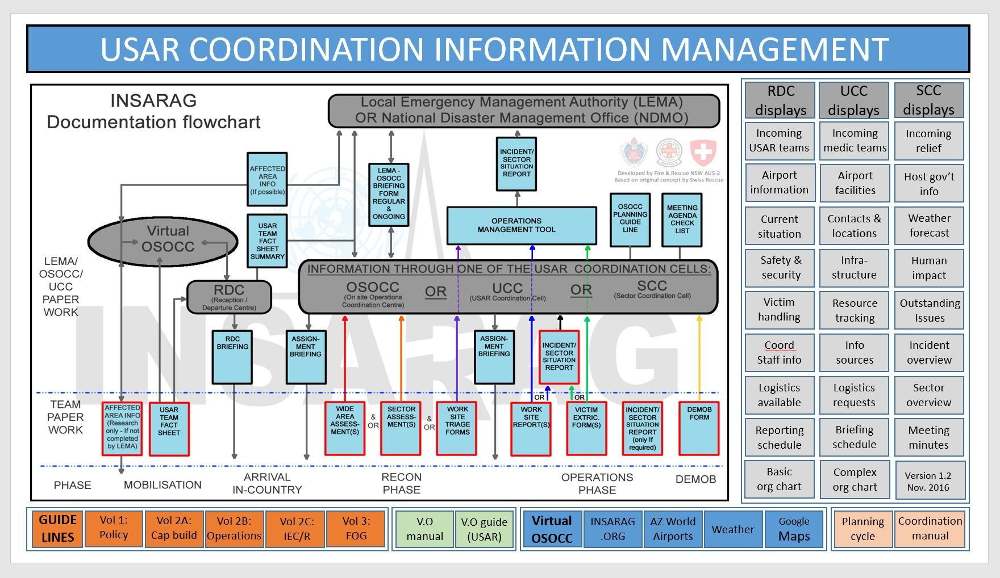 USAR COORDINATION INFORMATION MANAGEMENT
INSARAG
Documentation flowchart
Local Emergency Management Authority (LEMA)
OR National Disaster Management Office (NDMO)
AFFECTED
AREA
INFO
(If possible)
LEMA -
OSOCC
BRIEFING
FORM
REGULAR
&
ONGOING
INCIDENT/
SECTOR
SITUATION
REPORT
Developed by Fire & Rescue NSW AUS-2
Based on original concept by Swiss Rescue
USAR
TEAM
FACT
SHEET
SUMMARY
OPERATIONS
MANAGEMENT TOOL
OSOCC
PLANNING
GUIDE
LINE
MEETING
AGENDA
CHECK
LIST
Virtual
OSOCC
LEMA/
OSOCC/
UCC
PAPER
WORK
RDC
(Reception /
Departure Centre)
INFORMATION THROUGH ONE OF THE USAR COORDINATION CELLS:
OSOCC
(On site Operations
Coordination Centre)
OR
UCC
(USAR Coordination Cell)
OR
SCC
(Sector Coordination Cell)
RDC
BRIEFING
ASSIGN-
MENT
BRIEFING
ASSIGN-
MENT
BRIEFING
INCIDENT/
SECTOR
SITUATION
REPORT
INSARAG
OR
OR
TEAM
PAPER
WORK
AFFECTED
AREA INFO
(Research
only - If not
completed
by LEMA)
USAR
TEAM
FACT
SHEET
WIDE
AREA
ASSESS-
MENT(S)
&
OR
SECTOR
ASSESS-
MENT(S)
&
OR
WORK
SITE
TRIAGE
FORMS
WORK
SITE
REPORT(S)
VICTIM
EXTRIC.
FORM(S)
INCIDENT/
SECTOR
SITUATION
REPORT
(only If
required)
DEMOB
FORM
PHASE
MOBILISATION
ARRIVAL
IN-COUNTRY
RECON
PHASE
OPERATIONS
PHASE
DEMOB
RDC
displays
UCC
displays
SCC
displays
Incoming
USAR teams
Incoming
medic teams
Incoming
relief
Airport
information
Airport
facilities
Host gov’t
info
Current
situation
Contacts &
locations
Weather
forecast
Safety &
security
Infra-
structure
Human
impact
Victim
handling
Resource
tracking
Outstanding
Issues
Coord
Staff info
Info
sources
Incident
overview
Logistics
available
Logistics
requests
Sector
overview
Reporting
schedule
Briefing
schedule
Meeting
minutes
Basic
org chart
Complex
org chart
Version 1.2
Nov. 2016
GUIDE
LINES
Vol 1:
Policy
Vol 2A:
Cap build
Vol 2B:
Operations
Vol 2C:
IEC/R
Vol 3:
FOG
V.O
manual
V.O guide
(USAR)
Virtual
OSOCC
INSARAG
.ORG
AZ World
Airports
Weather
Google
Maps
Planning
cycle
Coordination
manual